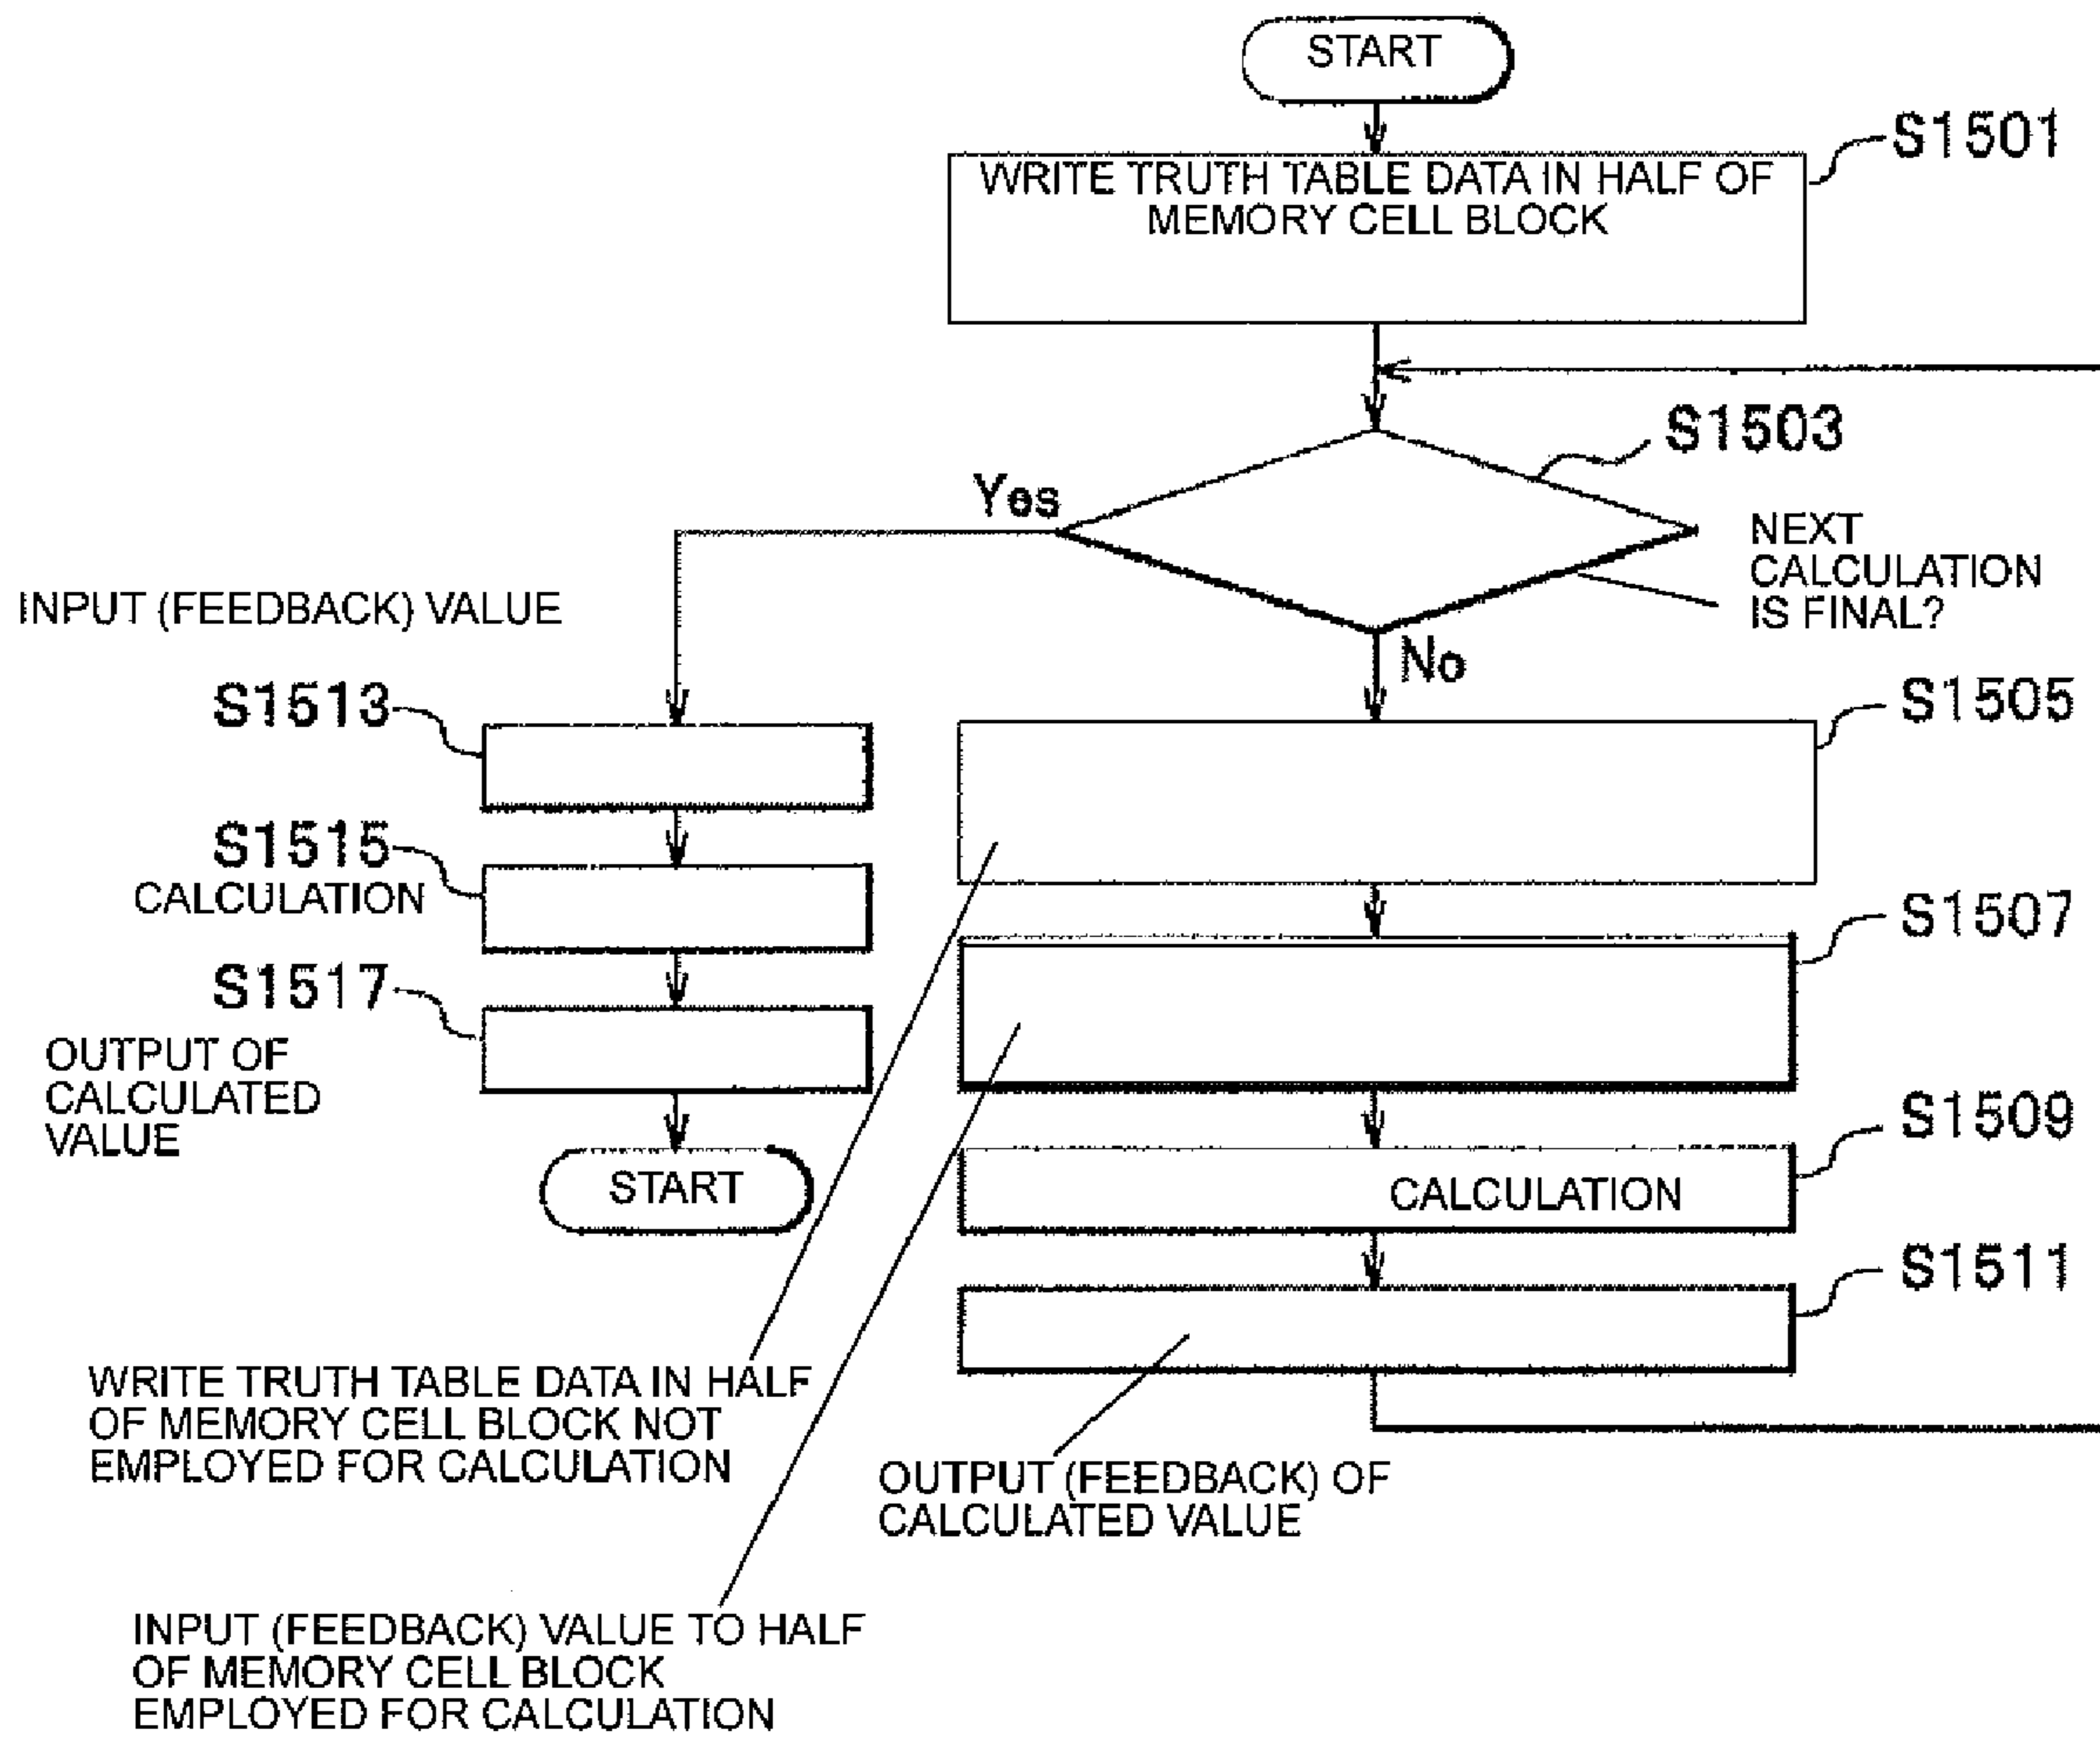 START
S1501
WRITE TRUTH TABLE DATA IN HALF OF
MEMORY CELL BLOCK
S1503
Yes
NEXT
CALCULATION
IS FINAL?
No
INPUT (FEEDBACK) VALUE
S1513
S1505
S1515
CALCULATION
S1507
S1517
OUTPUT OF
CALCULATED
VALUE
S1509
START
CALCULATION
S1511
WRITE TRUTH TABLE DATA IN HALF
OF MEMORY CELL BLOCK NOT
EMPLOYED FOR CALCULATION
OUTPUT (FEEDBACK) OF
CALCULATED VALUE
INPUT (FEEDBACK) VALUE TO HALF
OF MEMORY CELL BLOCK
EMPLOYED FOR CALCULATION